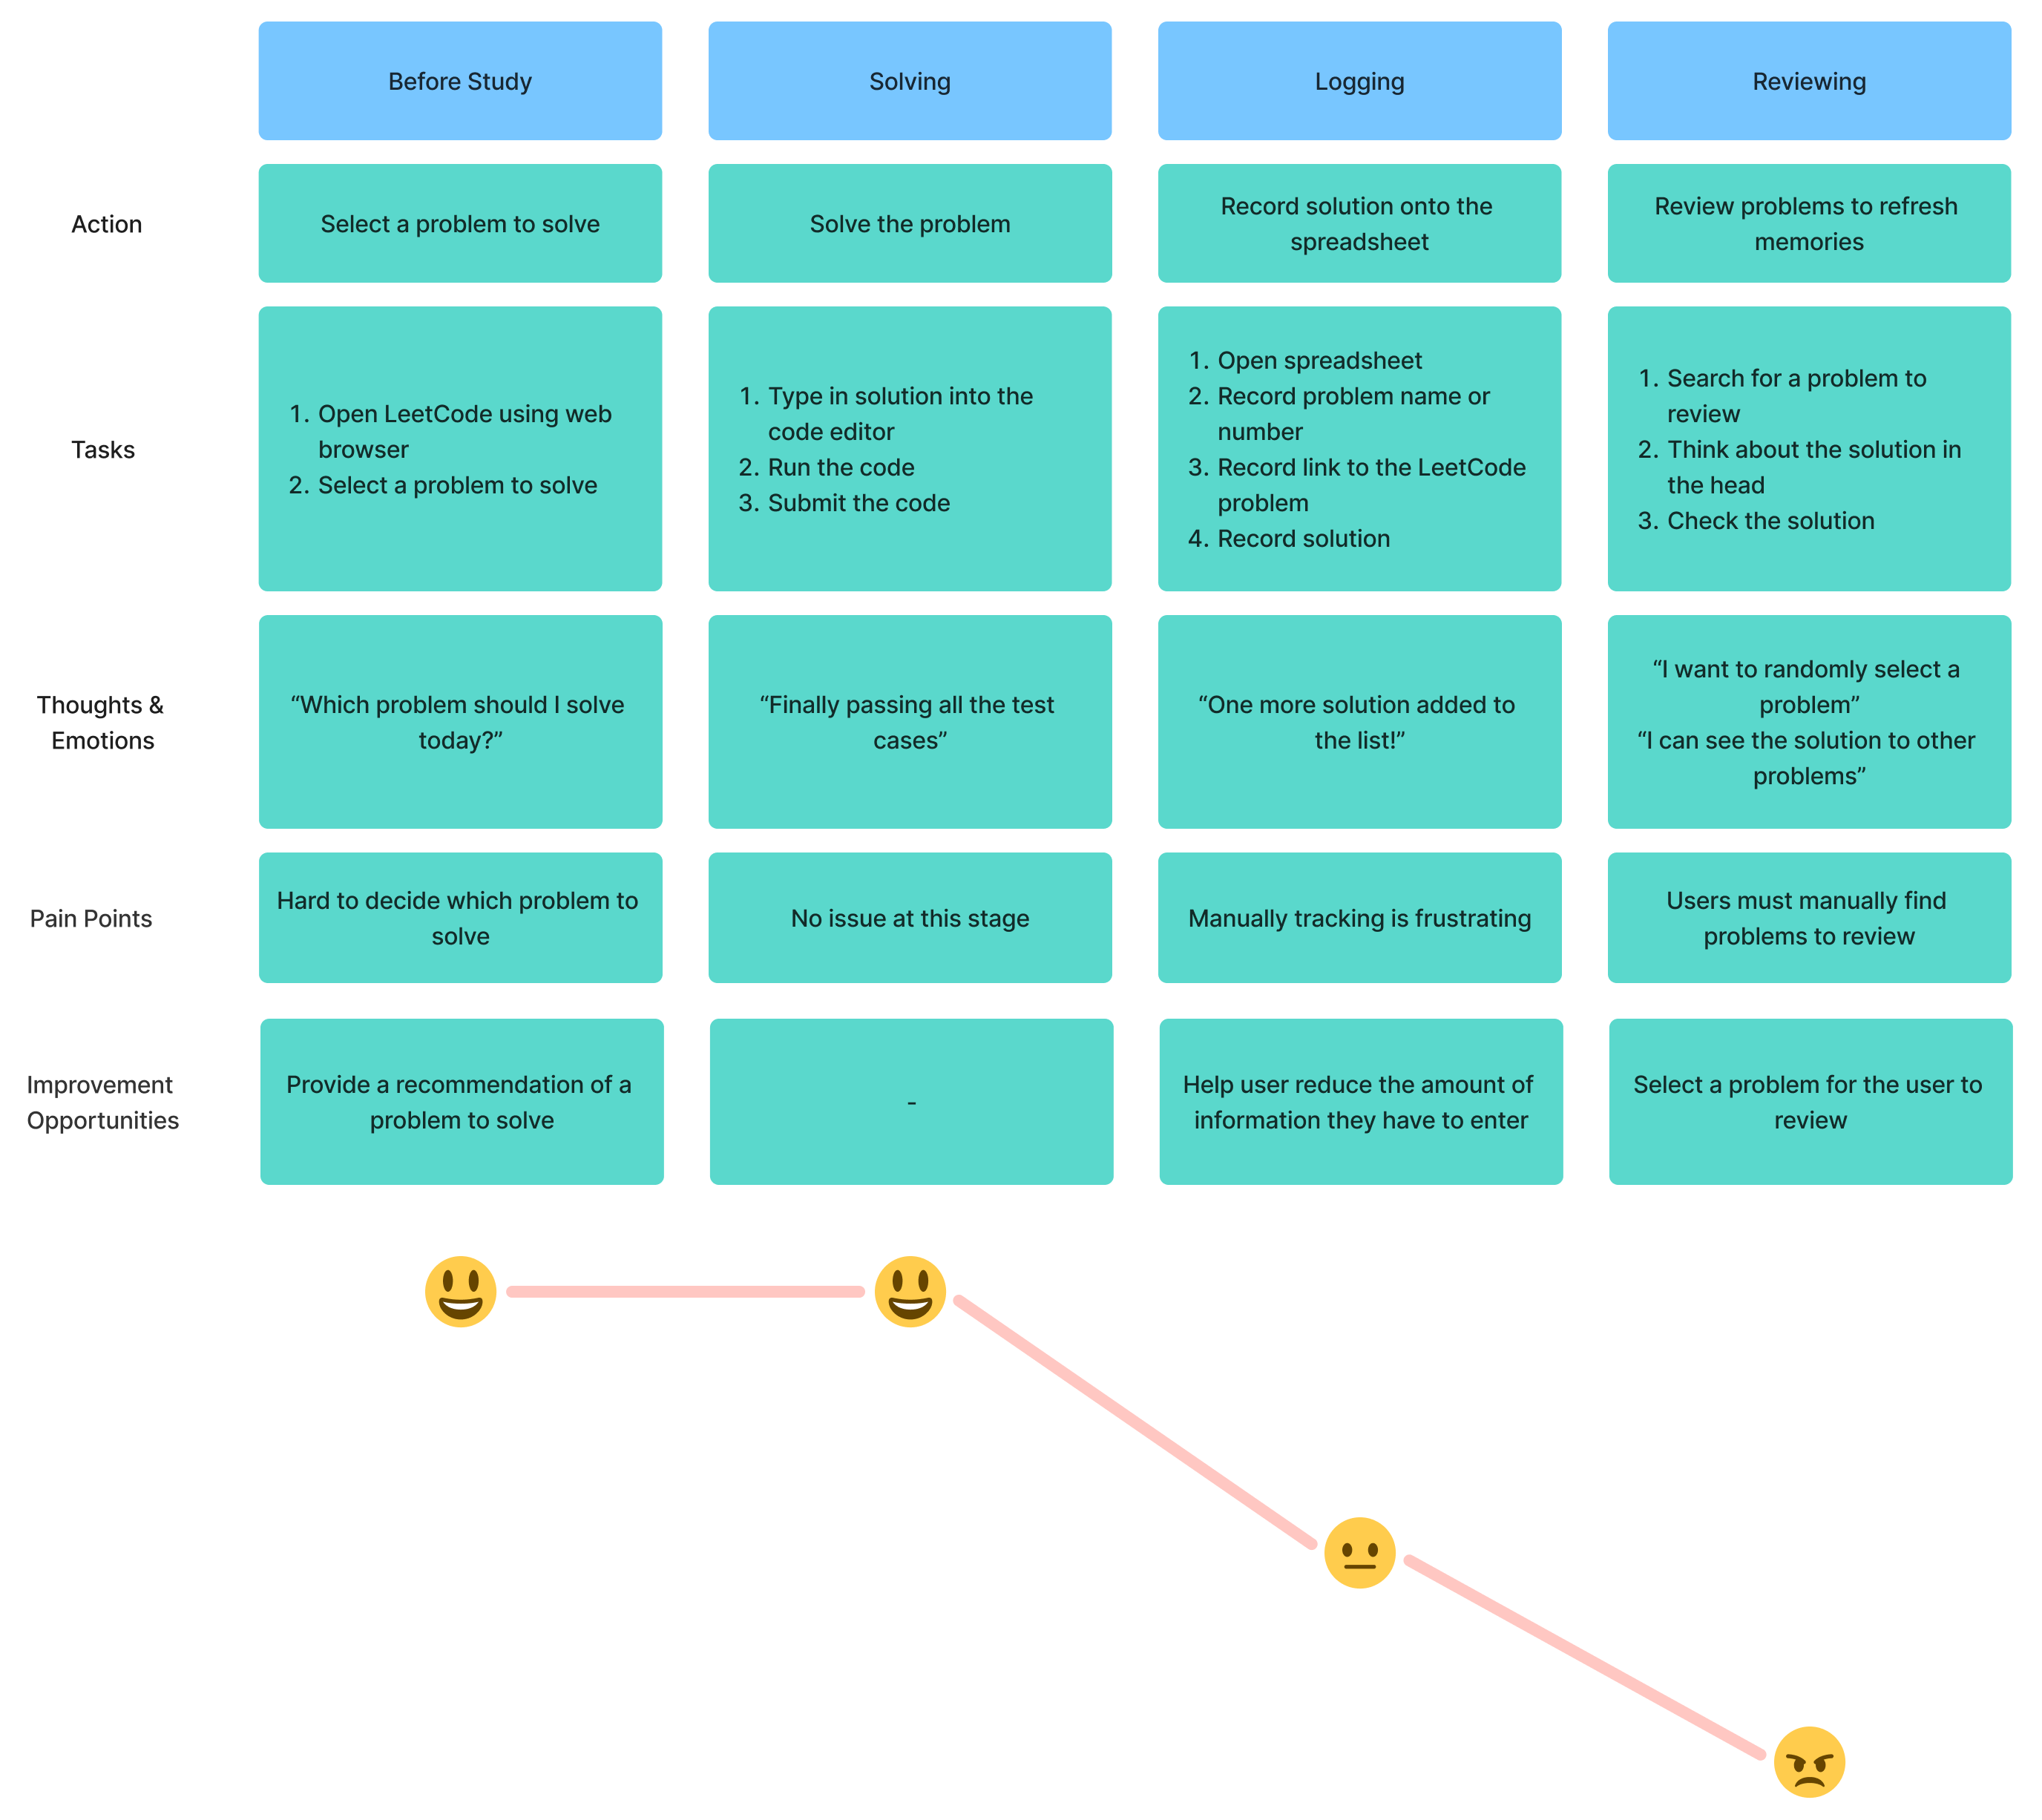 Before Study
Solving
Logging
Reviewing
Action
Select a problem to solve
Solve the problem
Record solution onto the
spreadsheet
Review problems to refresh
memories
Tasks
1. Open LeetCode using web
browser
2. Select a problem to solve
1. Type in solution into the
code editor
2. Run the code
3. Submit the code
1. Open spreadsheet
2. Record problem name or
number
3. Record link to the LeetCode
problem
4. Record solution
1. Search for a problem to
review
2. Think about the solution in
the head
3. Check the solution
Thoughts &
Emotions
“Which problem should I solve
today?”
“Finally passing all the test
cases”
“One more solution added to
the list!”
“I want to randomly select a
problem”
“I can see the solution to other
problems”
Pain Points
Hard to decide which problem to
solve
No issue at this stage
Manually tracking is frustrating
Users must manually find
problems to review
Improvement
Opportunities
Provide a recommendation of a
problem to solve
-
Help user reduce the amount of
information they have to enter
Select a problem for the user to
review